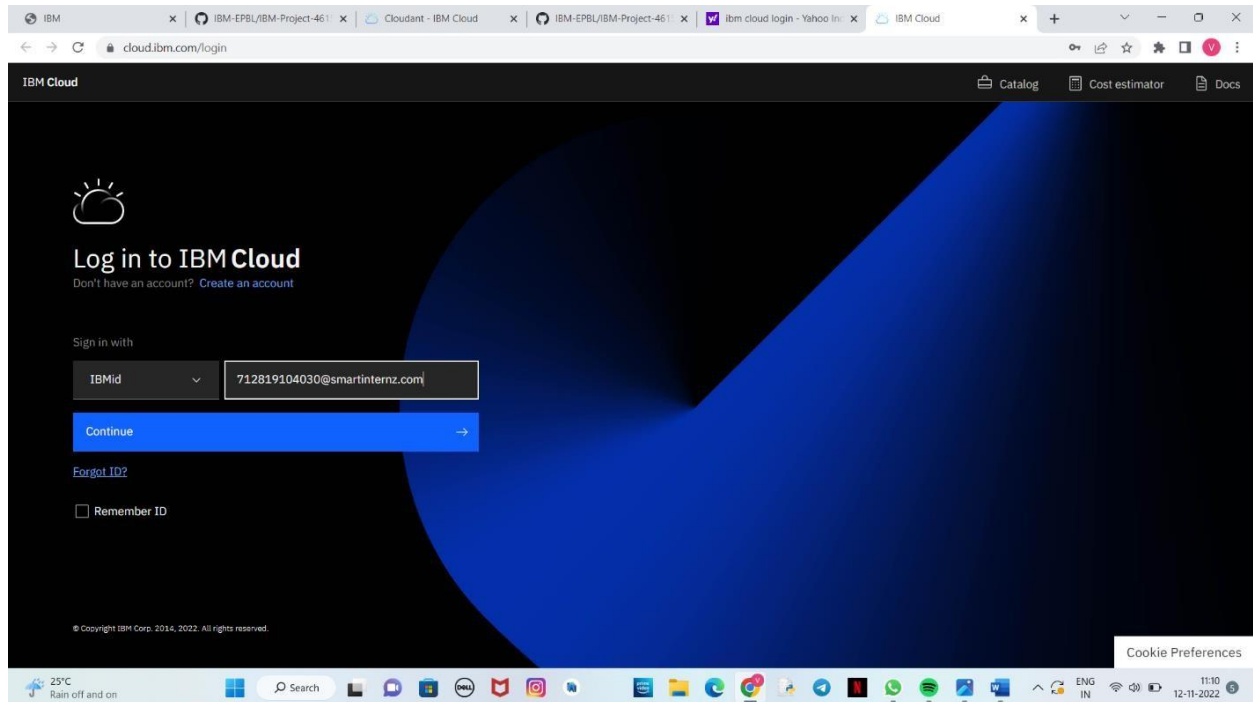 IBM
IBM-EPBL/IBM-Project-461
Cloudant - IBM Cloud
IBM-EPBL/IBM-Project-461
ibm cloud login - Yahoo In
IBM Cloud
cloud.ibm.com/login
V
IBM Cloud
Catalog
Cost estimator
Docs
Log in to IBM Cloud
Don't have an account? Create an account
Sign in with
IBMid
712819104030@smartinternz.com
Continue
Forgot ID?
Remember ID
© Copyright IBM Corp. 2014, 2022. All rights reserved.
Cookie Preferences
25°C
Rain off and on
Search
DELL
prime video
ENG
IN
11:10
12-11-2022
5